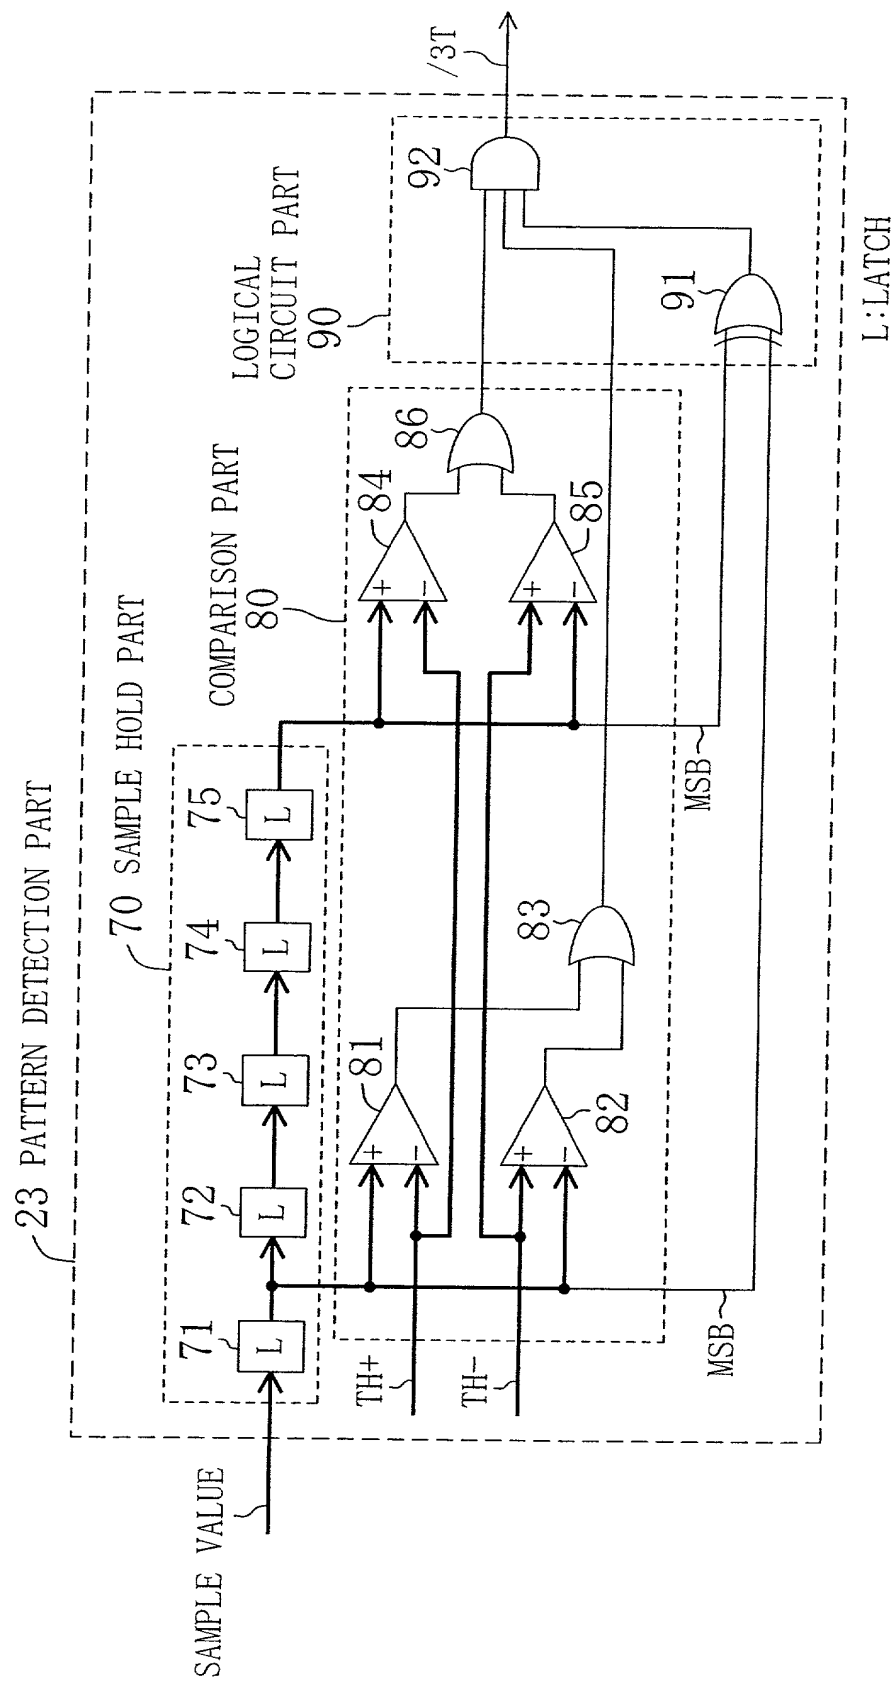 23 PATTERN DETECTION PART
70 SAMPLE HOLD PART
SAMPLE VALUE
71
L
72
L
73
L
74
L
75
L
COMPARISON PART
80
TH+
TH-
81
+
-
82
+
-
83
84
+
-
85
+
-
86
MSB
MSB
LOGICAL
CIRCUIT PART
90
91
92
/3T
L:LATCH